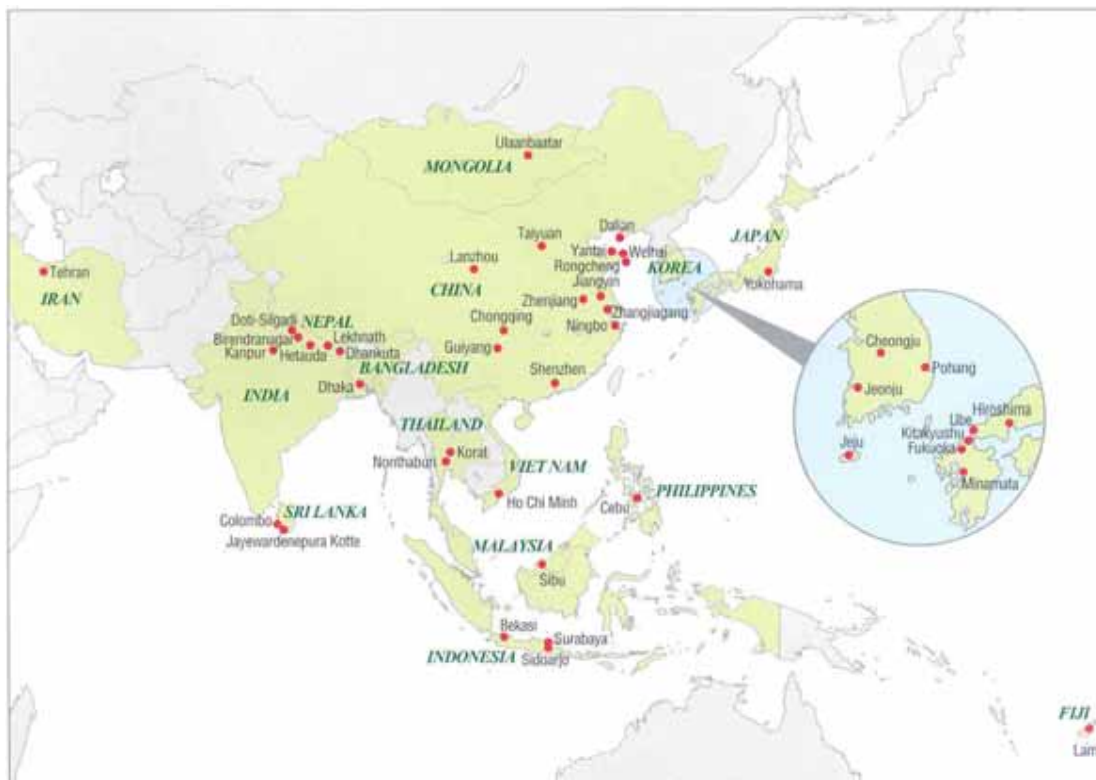 Ulaanbaatar
MONGOLIA
Dalian
Taiyuan
Yantai
Weihai
JAPAN
Lanzhou
Rongcheng
KOREA
Tehran
Jiangyin
Yokohama
IRAN
CHINA
Zhenjiang
Zhangjiagang
Doti-Silgadi
NEPAL
Chongqing
Ningbo
Birendranagar
Lekhnath
Kanpur
Hetauda
Dhankuta
Guiyang
BANGLADESH
Shenzhen
Dhaka
INDIA
THAILAND
Korat
Nonthaburi
VIET NAM
Ho Chi Minh
PHILIPPINES
Cebu
Colombo
SRI LANKA
Jayewardenepura Kotte
MALAYSIA
Sibu
Bekasi
Surabaya
INDONESIA
Sidoarjo
FIJI
Lam
Cheongju
Pohang
Jeonju
Hiroshima
Ube
Kitakyushu
Jeju
Fukuoka
Minamata